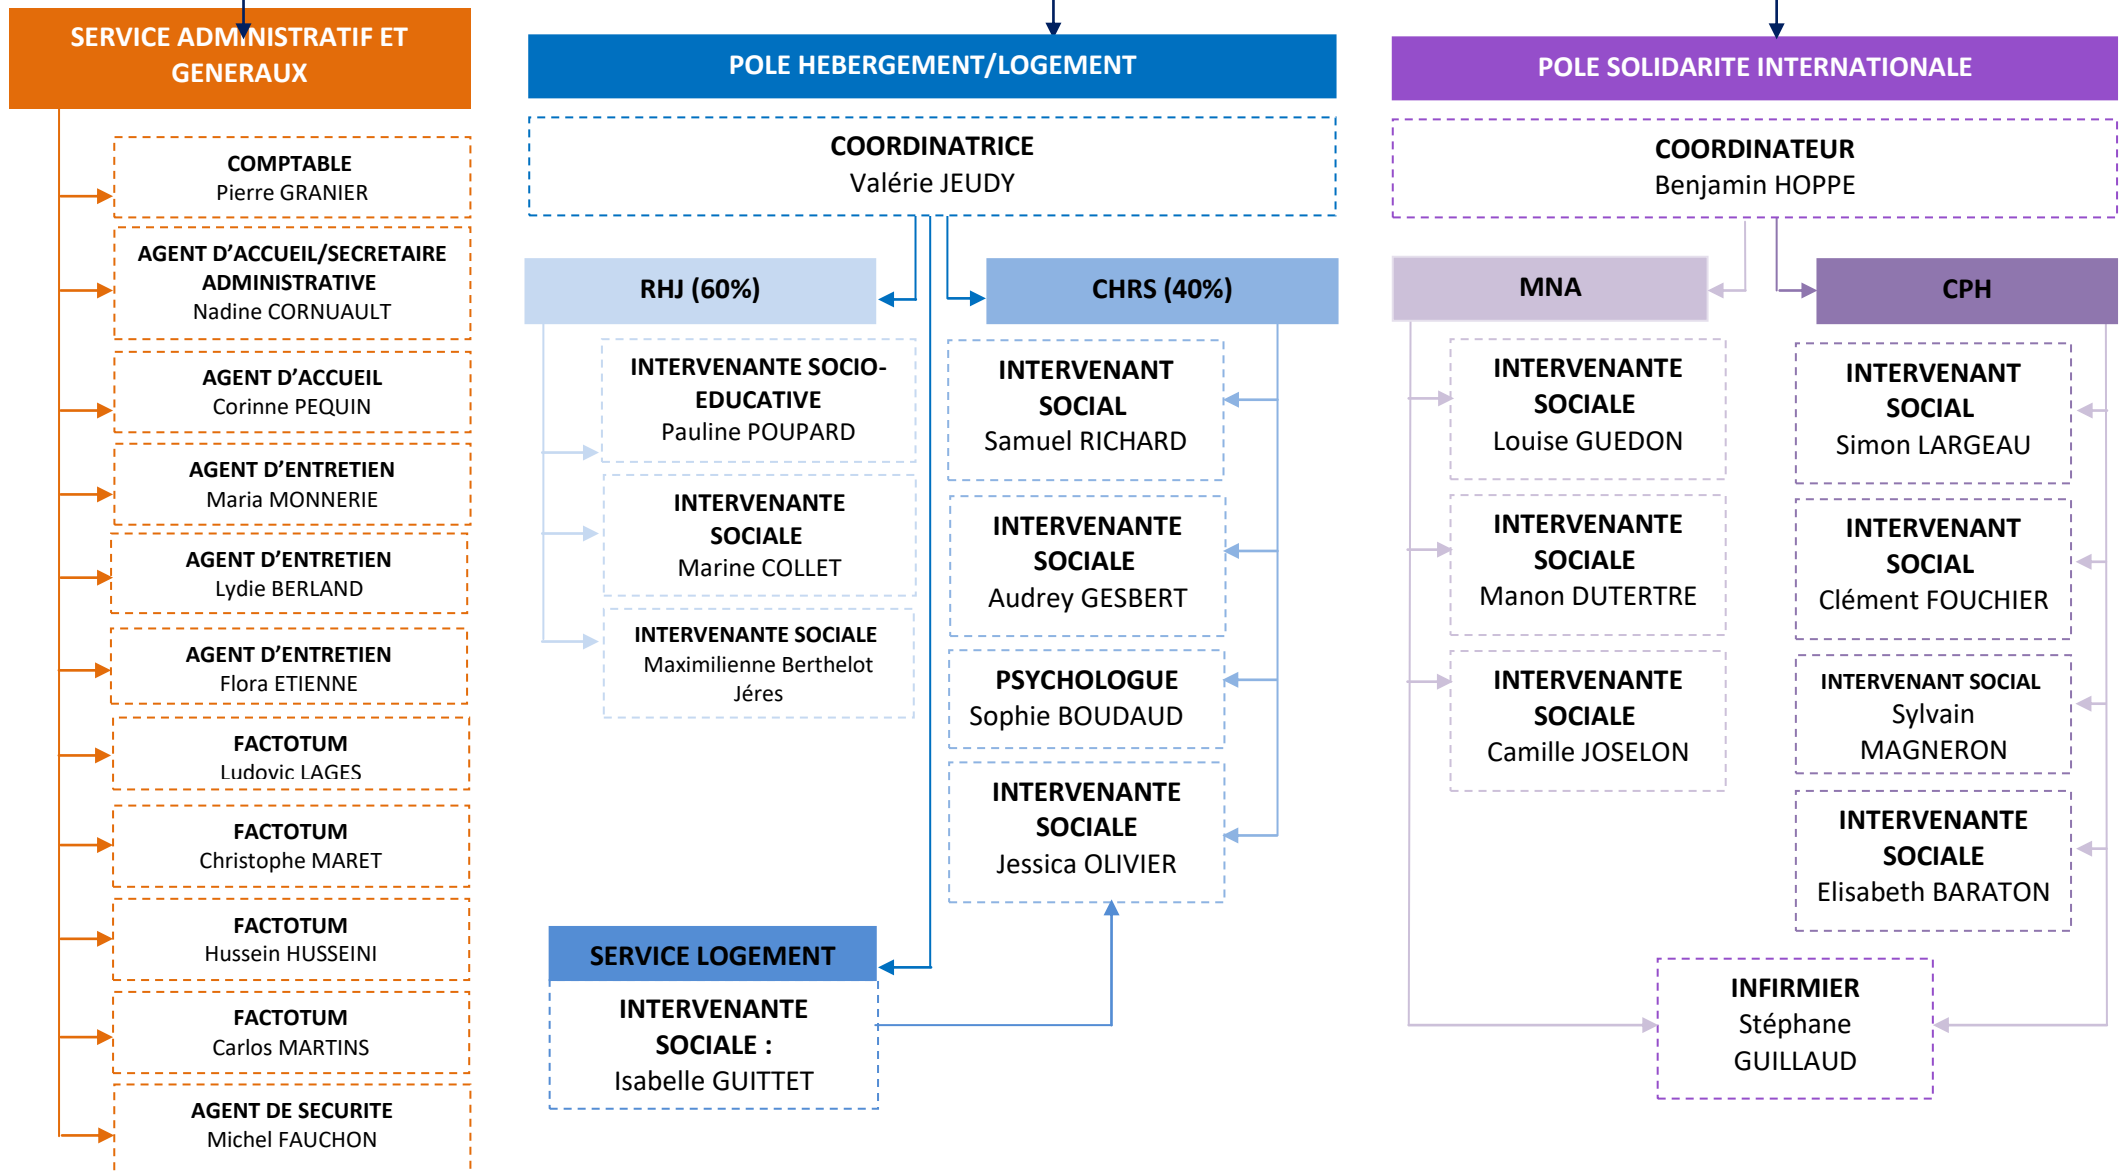 SERVICE ADMINISTRATIF ET
GENERAUX
COMPTABLE
Pierre GRANIER
AGENT D’ACCUEIL/SECRETAIRE
ADMINISTRATIVE
Nadine CORNUAULT
AGENT D’ACCUEIL
Corinne PEQUIN
AGENT D’ENTRETIEN
Maria MONNERIE
AGENT D’ENTRETIEN
Lydie BERLAND
AGENT D’ENTRETIEN
Flora ETIENNE
FACTOTUM
Ludovic LAGES
FACTOTUM
Christophe MARET
FACTOTUM
Hussein HUSSEINI
FACTOTUM
Carlos MARTINS
AGENT DE SECURITE
Michel FAUCHON
POLE HEBERGEMENT/LOGEMENT
COORDINATRICE
Valérie JEUDY
RHJ (60%)
INTERVENANTE SOCIO-
EDUCATIVE
Pauline POUPARD
INTERVENANTE
SOCIALE
Marine COLLET
INTERVENANTE SOCIALE
Maximilienne Berthelot
Jéres
CHRS (40%)
INTERVENANT
SOCIAL
Samuel RICHARD
INTERVENANTE
SOCIALE
Audrey GESBERT
PSYCHOLOGUE
Sophie BOUDAUD
INTERVENANTE
SOCIALE
Jessica OLIVIER
SERVICE LOGEMENT
INTERVENANTE
SOCIALE :
Isabelle GUITTET
POLE SOLIDARITE INTERNATIONALE
COORDINATEUR
Benjamin HOPPE
MNA
INTERVENANTE
SOCIALE
Louise GUEDON
INTERVENANTE
SOCIALE
Manon DUTERTRE
INTERVENANTE
SOCIALE
Camille JOSELON
CPH
INTERVENANT
SOCIAL
Simon LARGEAU
INTERVENANT
SOCIAL
Clément FOUCHIER
INTERVENANT SOCIAL
Sylvain
MAGNERON
INTERVENANTE
SOCIALE
Elisabeth BARATON
INFIRMIER
Stéphane
GUILLAUD